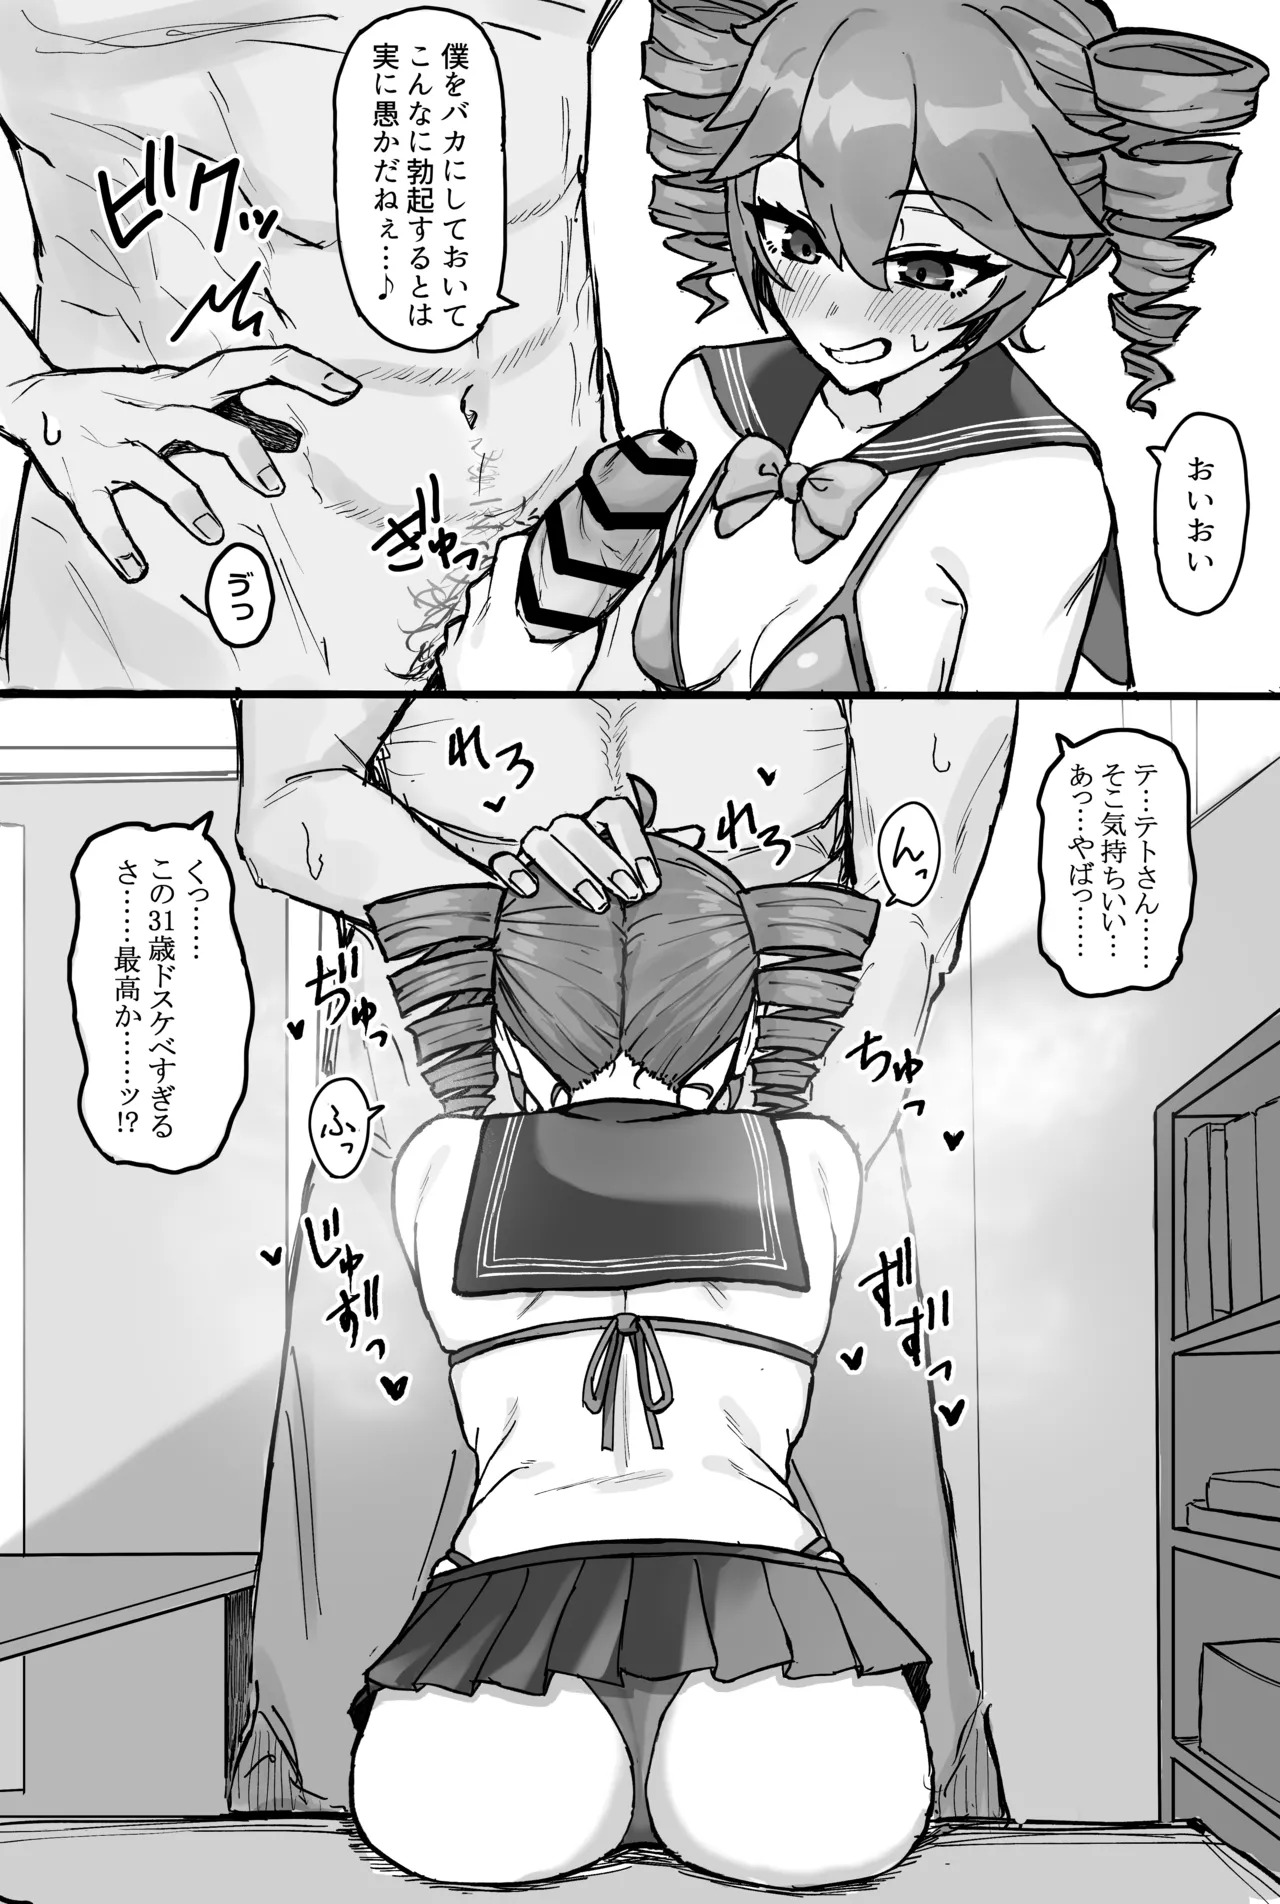 おいおい
僕をバカにしておいて
こんなに勃起するとは
実に愚かだねぇ…♪
ビクッ
ぎゅっ
ゔっ
テ…テトさん……
そこ気持ちいい…
あっ…やばっ……
れろ
れろ
んっ
くっ……
この31歳ドスケベすぎる
さ……最高か……ッ!?
ぢゅっ
ちゅっ
ふっ
じゅずっ
ずずっ